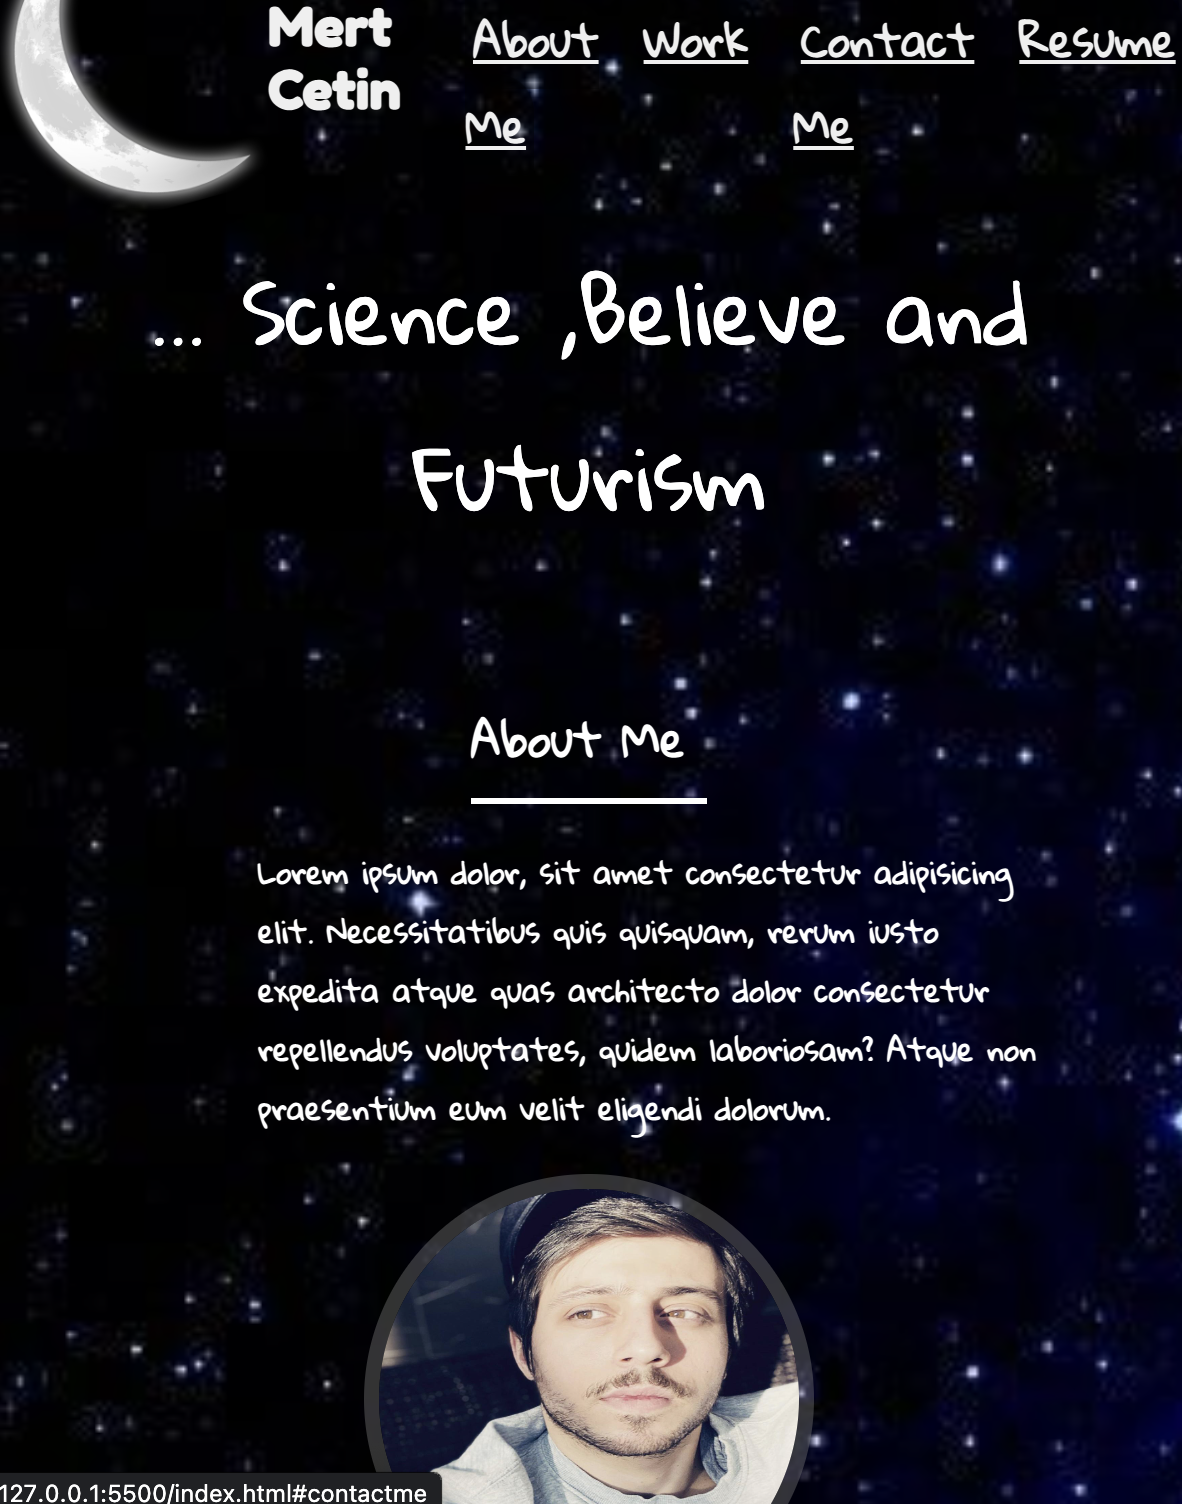 Mert
Cetin
About Work Contact Resume
Me Me
... Science ,Believe and
Futurism
About Me
Lorem ipsum dolor, sit amet consectetur adipisicing
elit. Necessitatibus quis quisquam, rerum iusto
expedita atque quas architecto dolor consectetur
repellendus voluptates, quidem laboriosam? Atque non
praesentium eum velit eligendi dolorum.
127.0.0.1:5500/index.html#contactme